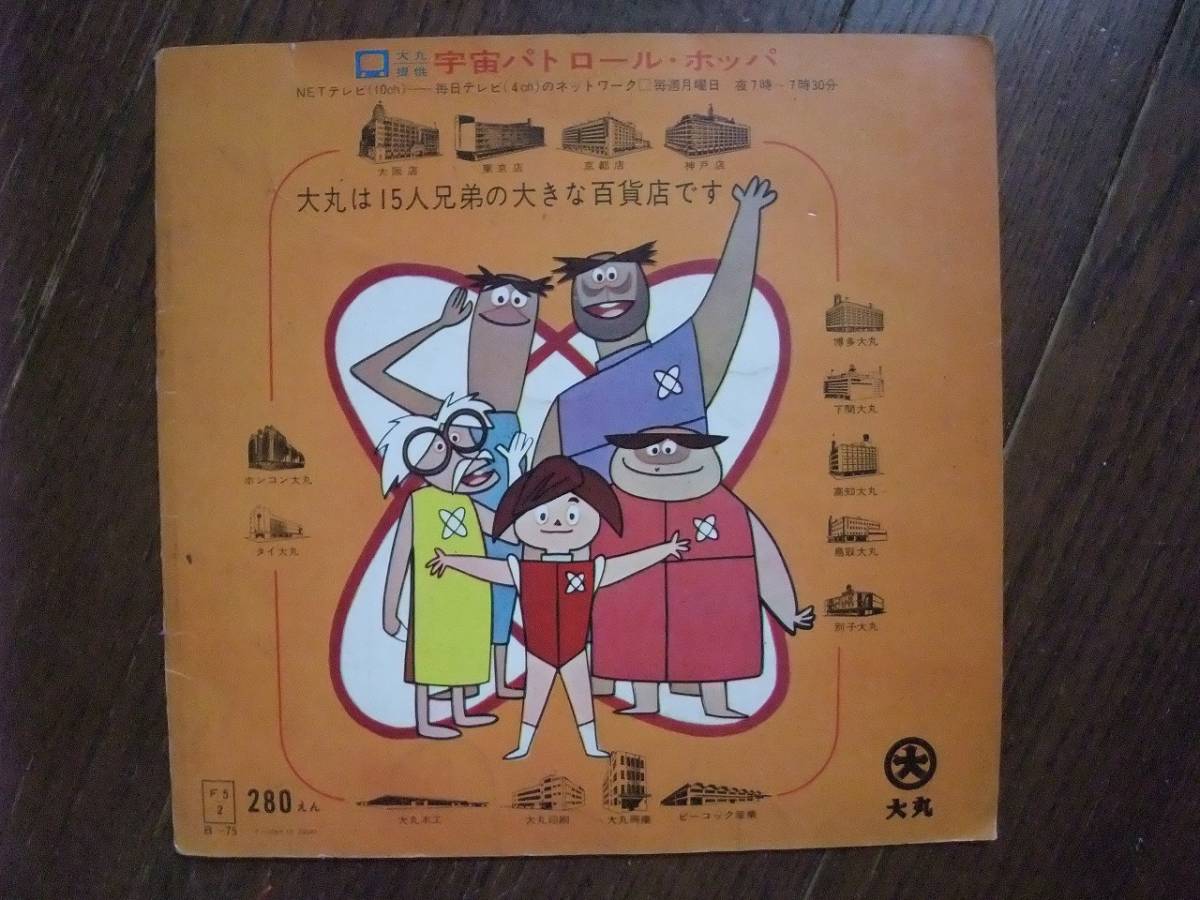 大丸
提供
宇宙パトロール・ホッパ
NETテレビ(10ch)――毎日テレビ(4ch)のネットワーク□毎週月曜日 夜7時~7時30分
大阪店 東京店 京都店 神戸店
大丸は15人兄弟の大きな百貨店です
博多大丸
下関大丸
高知大丸
鳥取大丸
別子大丸
ホンコン大丸
タイ大丸
大丸木工 大丸印刷 大丸興業 ピーコック産業
F5
2
B-75
280えん
大
大丸